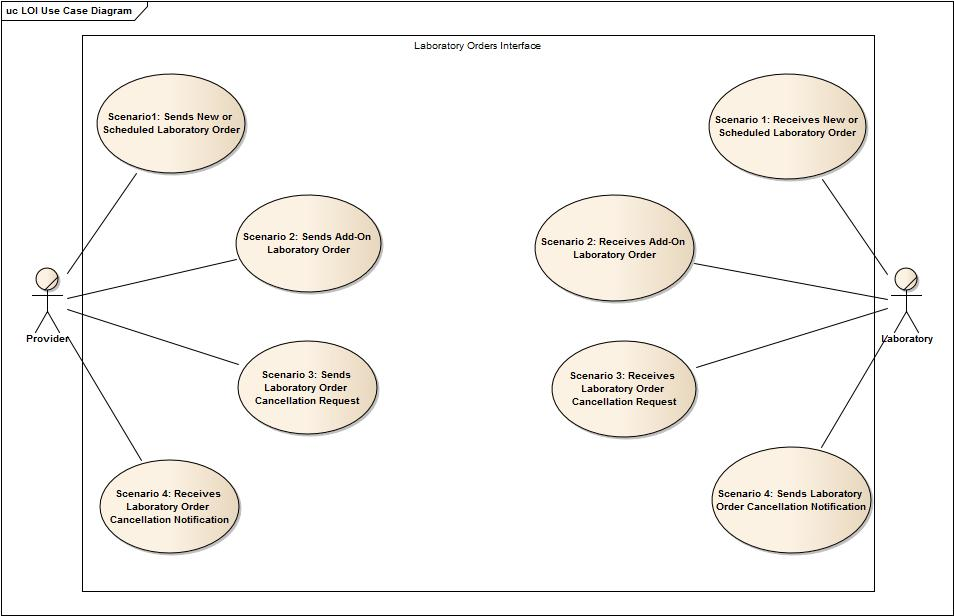 uc LOI Use Case Diagram
Laboratory Orders Interface
Scenario1: Sends New or
Scheduled Laboratory Order
Scenario 1: Receives New or
Scheduled Laboratory Order
Scenario 2: Sends Add-On
Laboratory Order
Scenario 2: Receives Add-On
Laboratory Order
Provider
Laboratory
Scenario 3: Sends
Laboratory Order
Cancellation Request
Scenario 3: Receives
Laboratory Order
Cancellation Request
Scenario 4: Receives
Laboratory Order
Cancellation Notification
Scenario 4: Sends Laboratory
Order Cancellation Notification